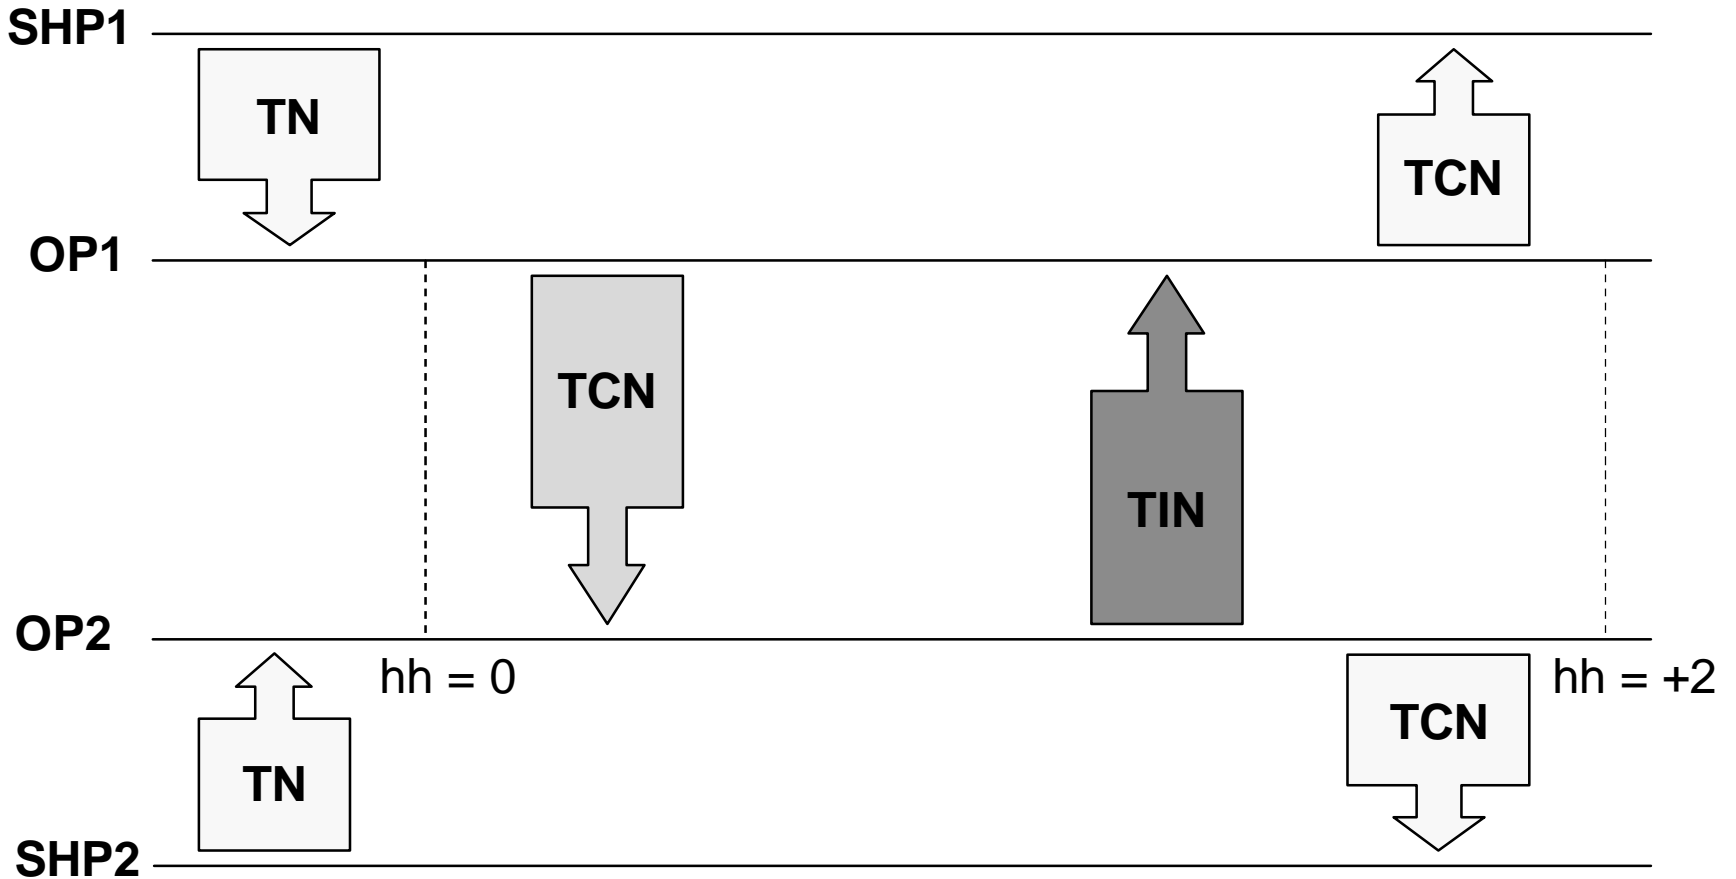 SHP1
TN
TCN
OP1
TCN
TIN
OP2
hh = 0
hh = +2
TN
TCN
SHP2